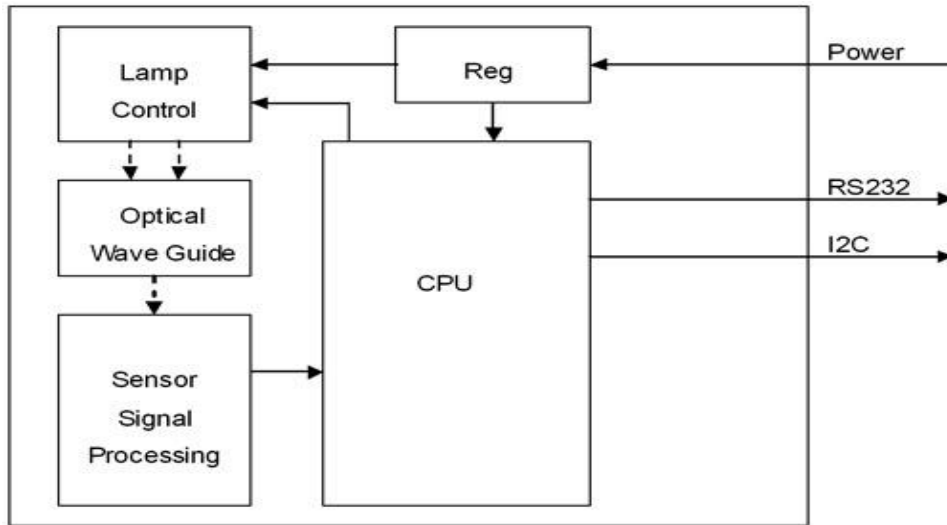 Lamp
Control
Reg
Power
Optical
Wave Guide
CPU
RS232
I2C
Sensor
Signal
Processing